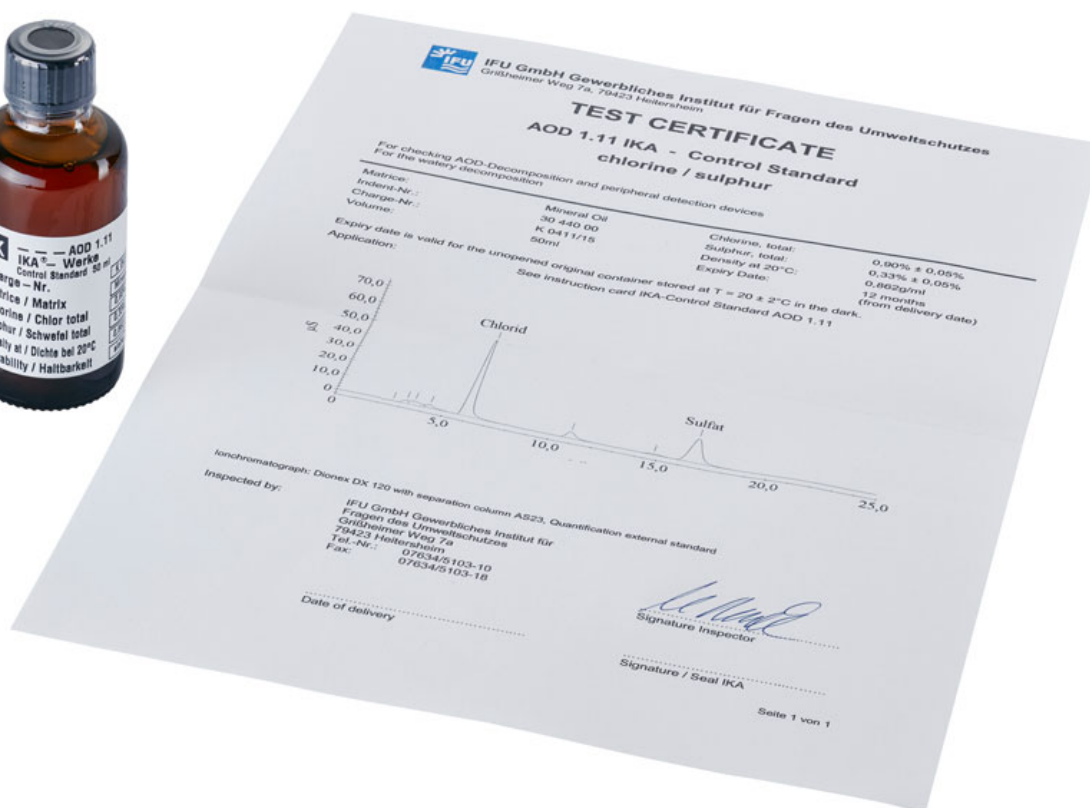 AOD 1.11
IKA®– Werke
Control Standard 50 ml
Nr.
/ Matrix
/ Chlor total
/ Schwefel total
/ Dichte bei 20°C
/ Haltbarkeit
IFU
IFU GmbH Gewerbliches Institut für Fragen des Umweltschutzes
Grißheimer Weg 7a, 79423 Heitersheim
TEST CERTIFICATE
AOD 1.11 IKA - Control Standard
chlorine / sulphur
For checking AOD-Decomposition and peripheral detection devices
For the watery decomposition
Matrice: Mineral Oil Chlorine, total: 0,90% ± 0,05%
Indent-Nr.: 30 440 00 Sulphur, total: 0,33% ± 0,05%
Charge-Nr.: K 0411/15 Density at 20°C: 0,862g/ml
Volume: 50ml Expiry Date: 12 months
(from delivery date)
Expiry date is valid for the unopened original container stored at T = 20 ± 2°C in the dark.
Application: See instruction card IKA-Control Standard AOD 1.11
70,0
60,0
50,0
40,0
30,0
20,0
10,0
0
µS
Chlorid
Sulfat
0 5,0 10,0 15,0 20,0 25,0
Ionchromatograph: Dionex DX 120 with separation column AS23, Quantification external standard
Inspected by: IFU GmbH Gewerbliches Institut für
Fragen des Umweltschutzes
Grißheimer Weg 7a
79423 Heitersheim
Tel.-Nr.: 07634/5103-10
Fax: 07634/5103-18
Date of delivery
Signature Inspector
Signature / Seal IKA
Seite 1 von 1